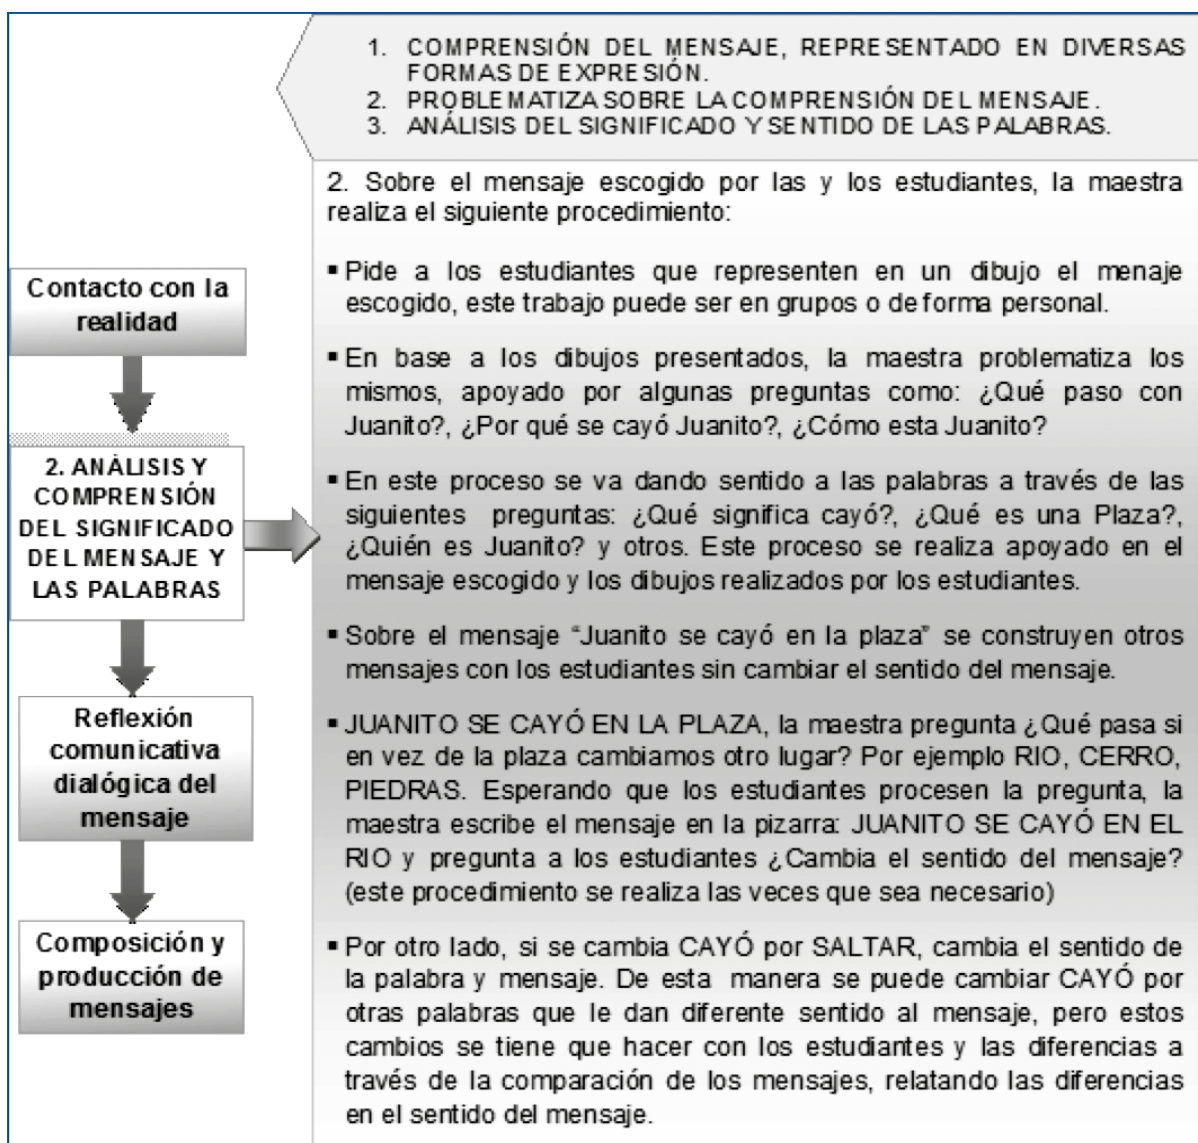 1. COMPRENSIÓN DEL MENSAJE, REPRESENTADO EN DIVERSAS
FORMAS DE EXPRESIÓN.
2. PROBLEMATIZA SOBRE LA COMPRENSIÓN DEL MENSAJE.
3. ANÁLISIS DEL SIGNIFICADO Y SENTIDO DE LAS PALABRAS.
Contacto con la
realidad
2. ANÁLISIS Y
COMPRENSIÓN
DEL SIGNIFICADO
DEL MENSAJE Y
LAS PALABRAS
Reflexión
comunicativa
dialógica del
mensaje
Composición y
producción de
mensajes
2. Sobre el mensaje escogido por las y los estudiantes, la maestra
realiza el siguiente procedimiento:
▪ Pide a los estudiantes que representen en un dibujo el menaje
escogido, este trabajo puede ser en grupos o de forma personal.
▪ En base a los dibujos presentados, la maestra problematiza los
mismos, apoyado por algunas preguntas como: ¿Qué paso con
Juanito?, ¿Por qué se cayó Juanito?, ¿Cómo esta Juanito?
▪ En este proceso se va dando sentido a las palabras a través de las
siguientes preguntas: ¿Qué significa cayó?, ¿Qué es una Plaza?,
¿Quién es Juanito? y otros. Este proceso se realiza apoyado en el
mensaje escogido y los dibujos realizados por los estudiantes.
▪ Sobre el mensaje “Juanito se cayó en la plaza” se construyen otros
mensajes con los estudiantes sin cambiar el sentido del mensaje.
▪ JUANITO SE CAYÓ EN LA PLAZA, la maestra pregunta ¿Qué pasa si
en vez de la plaza cambiamos otro lugar? Por ejemplo RIO, CERRO,
PIEDRAS. Esperando que los estudiantes procesen la pregunta, la
maestra escribe el mensaje en la pizarra: JUANITO SE CAYÓ EN EL
RIO y pregunta a los estudiantes ¿Cambia el sentido del mensaje?
(este procedimiento se realiza las veces que sea necesario)
▪ Por otro lado, si se cambia CAYÓ por SALTAR, cambia el sentido de
la palabra y mensaje. De esta manera se puede cambiar CAYÓ por
otras palabras que le dan diferente sentido al mensaje, pero estos
cambios se tiene que hacer con los estudiantes y las diferencias a
través de la comparación de los mensajes, relatando las diferencias
en el sentido del mensaje.